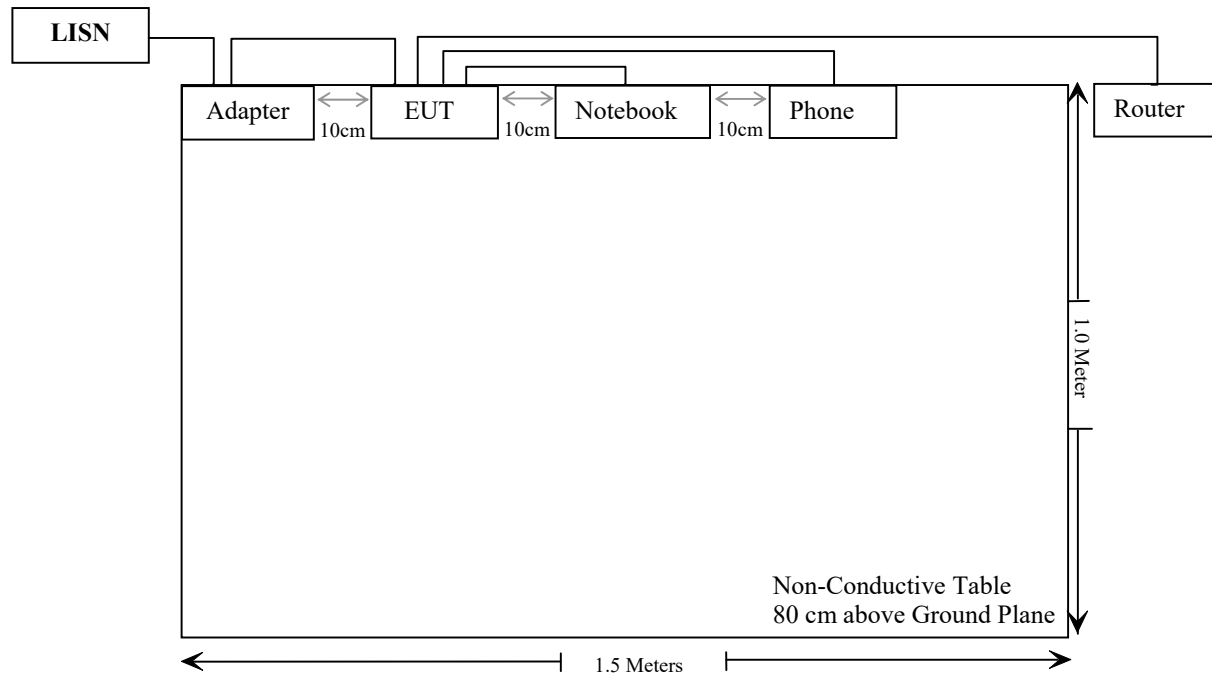 LISN
Adapter
EUT
Notebook
Phone
Router
10cm
10cm
10cm
1.0 Meter
Non-Conductive Table
80 cm above Ground Plane
1.5 Meters